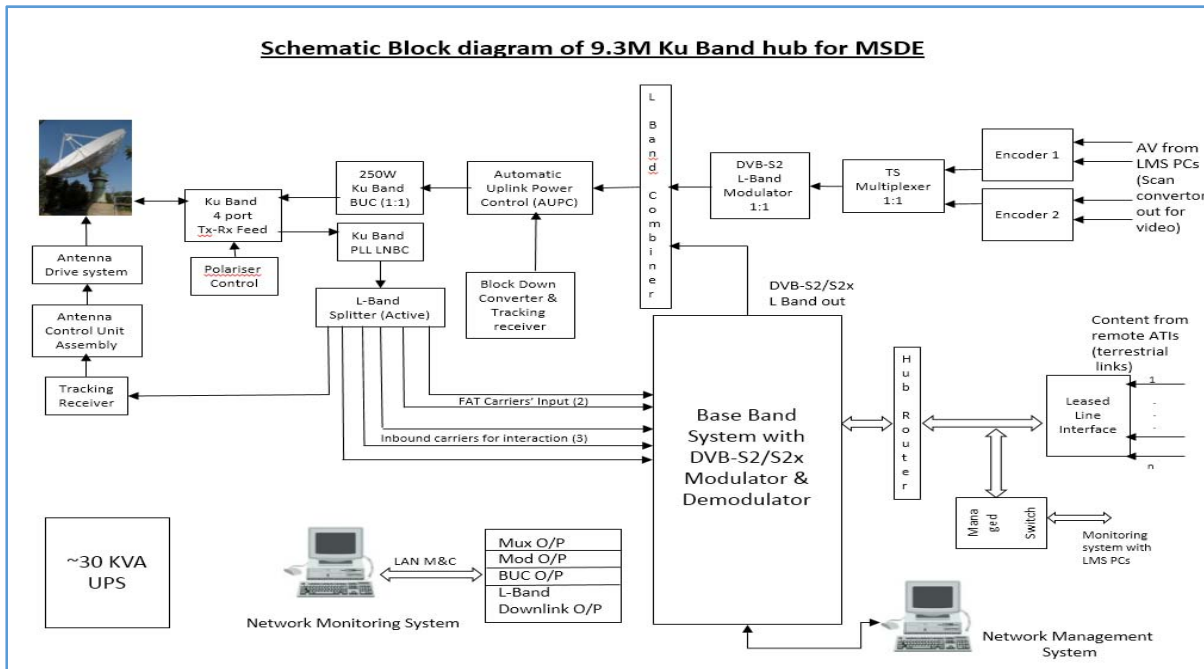 Schematic Block diagram of 9.3M Ku Band hub for MSDE
Antenna
Drive system
Antenna
Control Unit
Assembly
Tracking
Receiver
Ku Band
4 port
Tx-Rx Feed
Polariser
Control
250W
Ku Band
BUC (1:1)
Ku Band
PLL LNBC
L-Band
Splitter (Active)
Automatic
Uplink Power
Control (AUPC)
Block Down
Converter &
Tracking
receiver
L Band Combiner
DVB-S2
L-Band
Modulator
1:1
TS
Multiplexer
1:1
Encoder 1
Encoder 2
AV from
LMS PCs
(Scan
convertor
out for
video)
DVB-S2/S2x
L Band out
FAT Carriers' Input (2)
Inbound carriers for interaction (3)
Base Band
System with
DVB-S2/S2x
Modulator &
Demodulator
Hub Router
Content from
remote ATIs
(terrestrial
links)
Leased
Line
Interface
1
.
.
.
n
Mana
ged
Switch
Monitoring
system with
LMS PCs
~30 KVA
UPS
Network Monitoring System
LAN M&C
Mux O/P
Mod O/P
BUC O/P
L-Band
Downlink O/P
Network Management
System